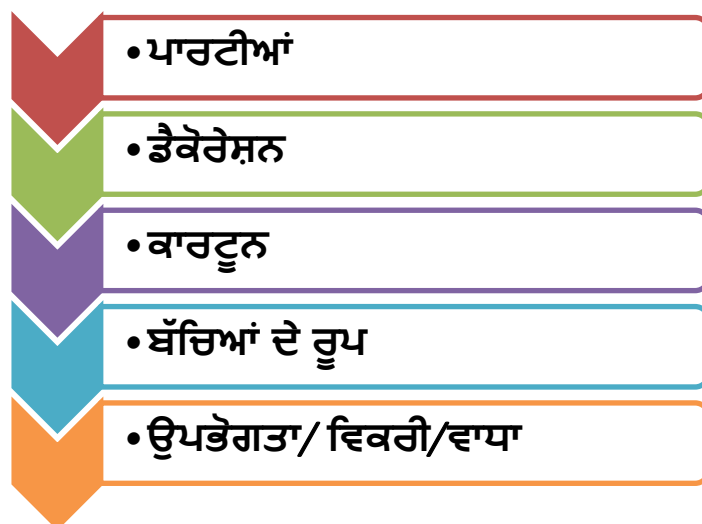 •ਪਾਰਟੀਆਂ
•ਡੈਕੋਰੇਸ਼ਨ
•ਕਾਰਟੂਨ
•ਬੱਚਿਆਂ ਦੇ ਰੂਪ
•ਉਪਭੋਗਤਾ/ ਵਿਕਰੀ/ਵਾਧਾ